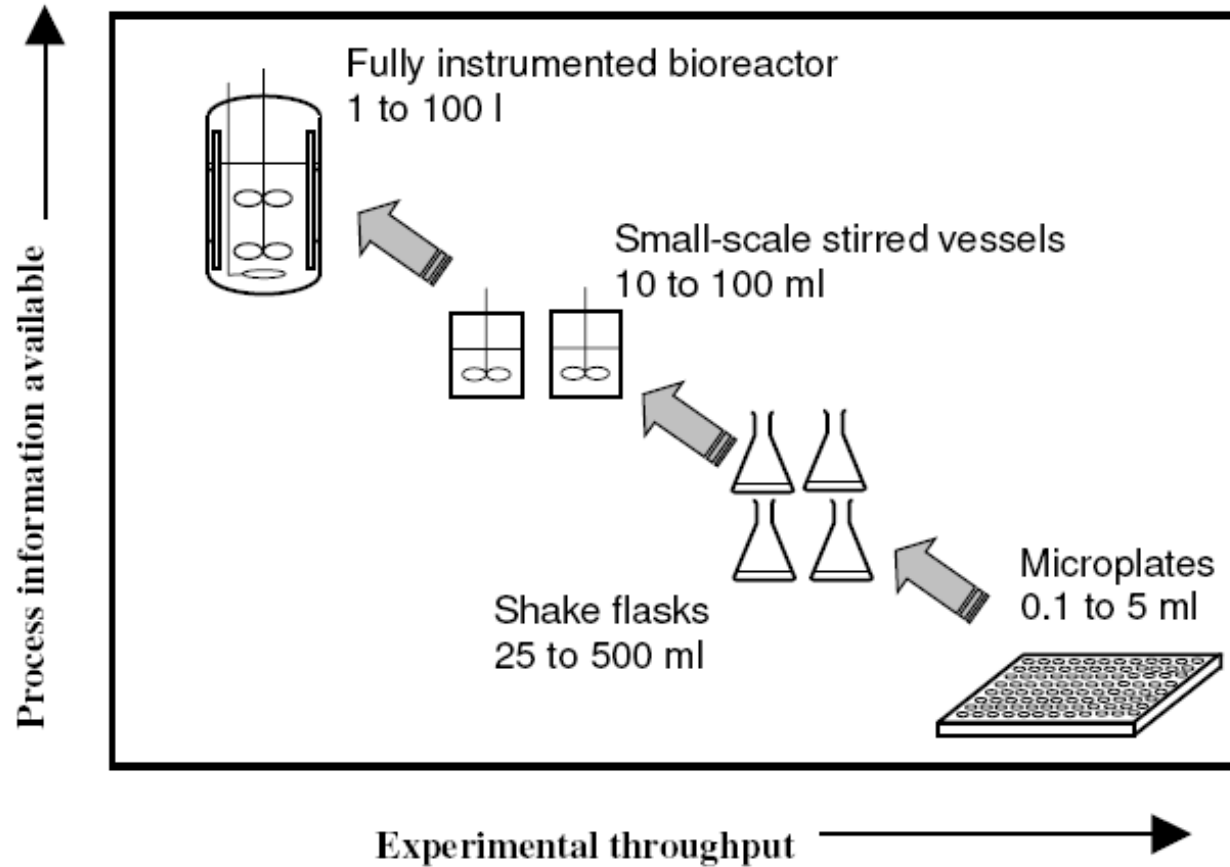 Fully instrumented bioreactor
1 to 100 l
Small-scale stirred vessels
10 to 100 ml
Shake flasks
25 to 500 ml
Microplates
0.1 to 5 ml
Process information available
Experimental throughput